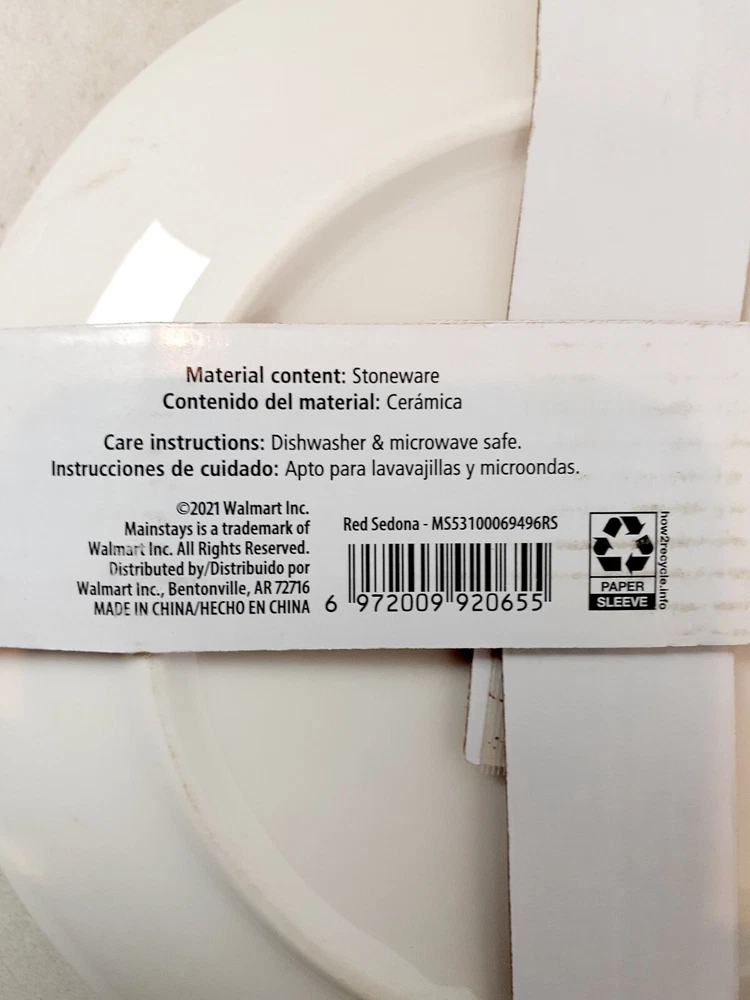 Material content: Stoneware
Contenido del material: Cerámica
Care instructions: Dishwasher & microwave safe.
Instrucciones de cuidado: Apto para lavavajillas y microondas.
©2021 Walmart Inc.
Mainstays is a trademark of
Walmart Inc. All Rights Reserved.
Distributed by/Distribuido por
Walmart Inc., Bentonville, AR 72716
MADE IN CHINA/HECHO EN CHINA
Red Sedona - MS53100069496RS
6 972009 920655
PAPER
SLEEVE
how2recycle.info